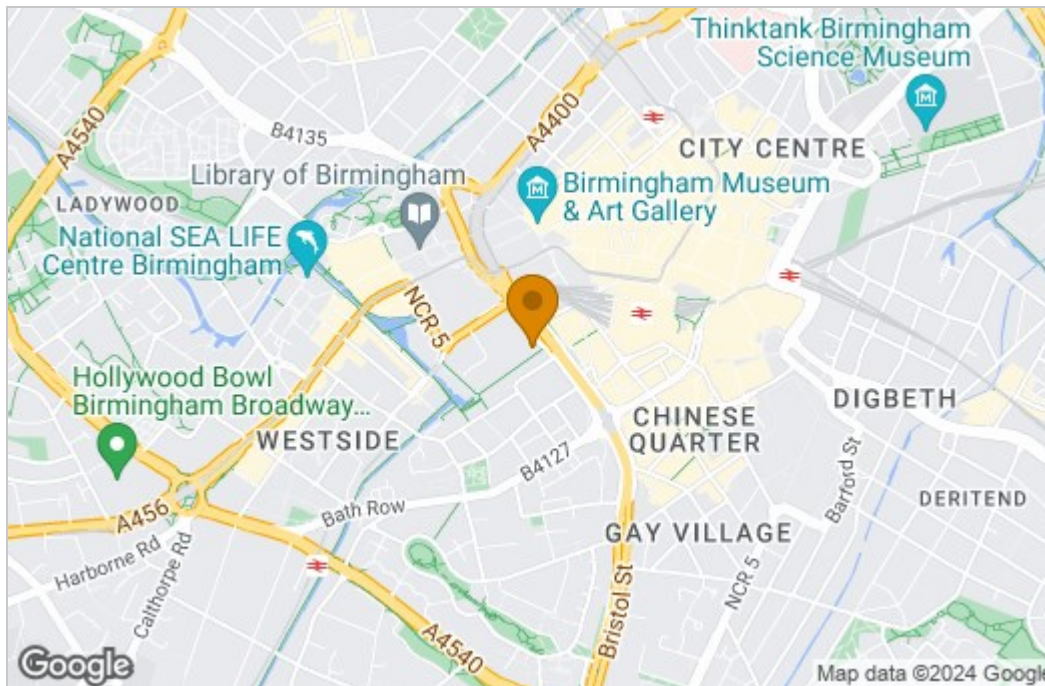 Thinktank Birmingham
Science Museum
A4540
B4135
A4400
CITY CENTRE
Library of Birmingham
Birmingham Museum
& Art Gallery
LADYWOOD
National SEA LIFE
Centre Birmingham
NCR 5
Hollywood Bowl
Birmingham Broadway...
WESTSIDE
CHINESE
QUARTER
DIGBETH
B4127
Barford St
DERITEND
A456
Bath Row
GAY VILLAGE
Harborne Rd
Calthorpe Rd
Bristol St
NCR 5
A4540
Google
Map data ©2024 Google